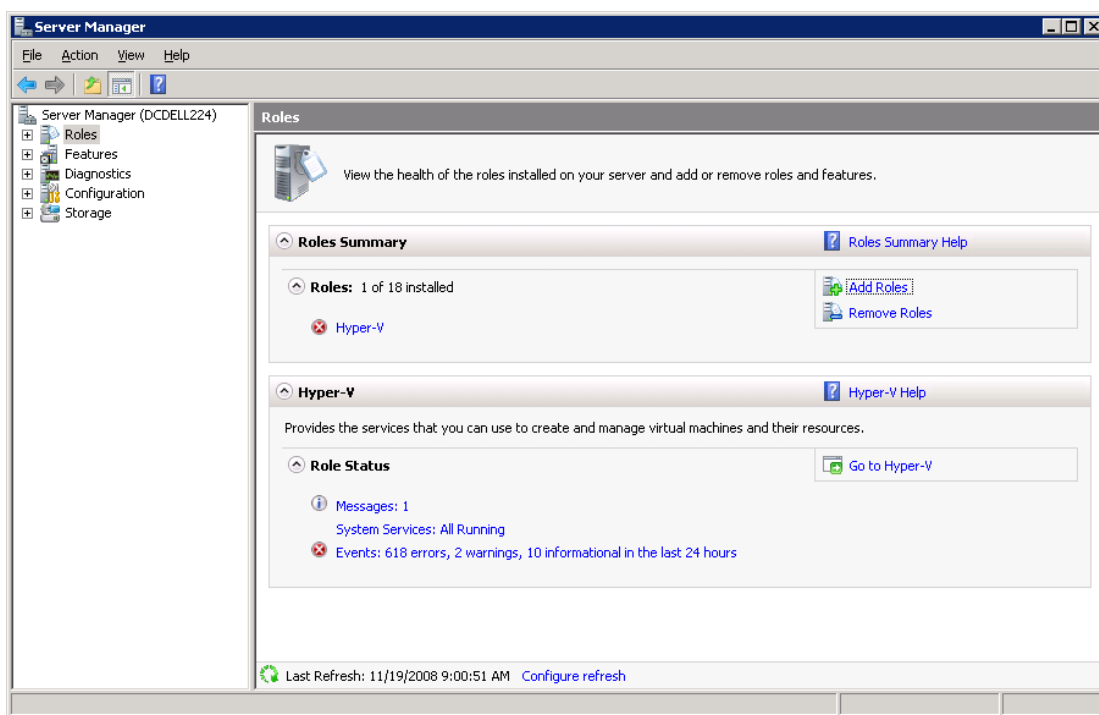 Server Manager
File Action View Help
Server Manager (DCDELL224)
Roles
Features
Diagnostics
Configuration
Storage
Roles
View the health of the roles installed on your server and add or remove roles and features.
Roles Summary
Roles Summary Help
Roles: 1 of 18 installed
Add Roles
Remove Roles
Hyper-V
Hyper-V
Hyper-V Help
Provides the services that you can use to create and manage virtual machines and their resources.
Role Status
Go to Hyper-V
Messages: 1
System Services: All Running
Events: 618 errors, 2 warnings, 10 informational in the last 24 hours
Last Refresh: 11/19/2008 9:00:51 AM Configure refresh